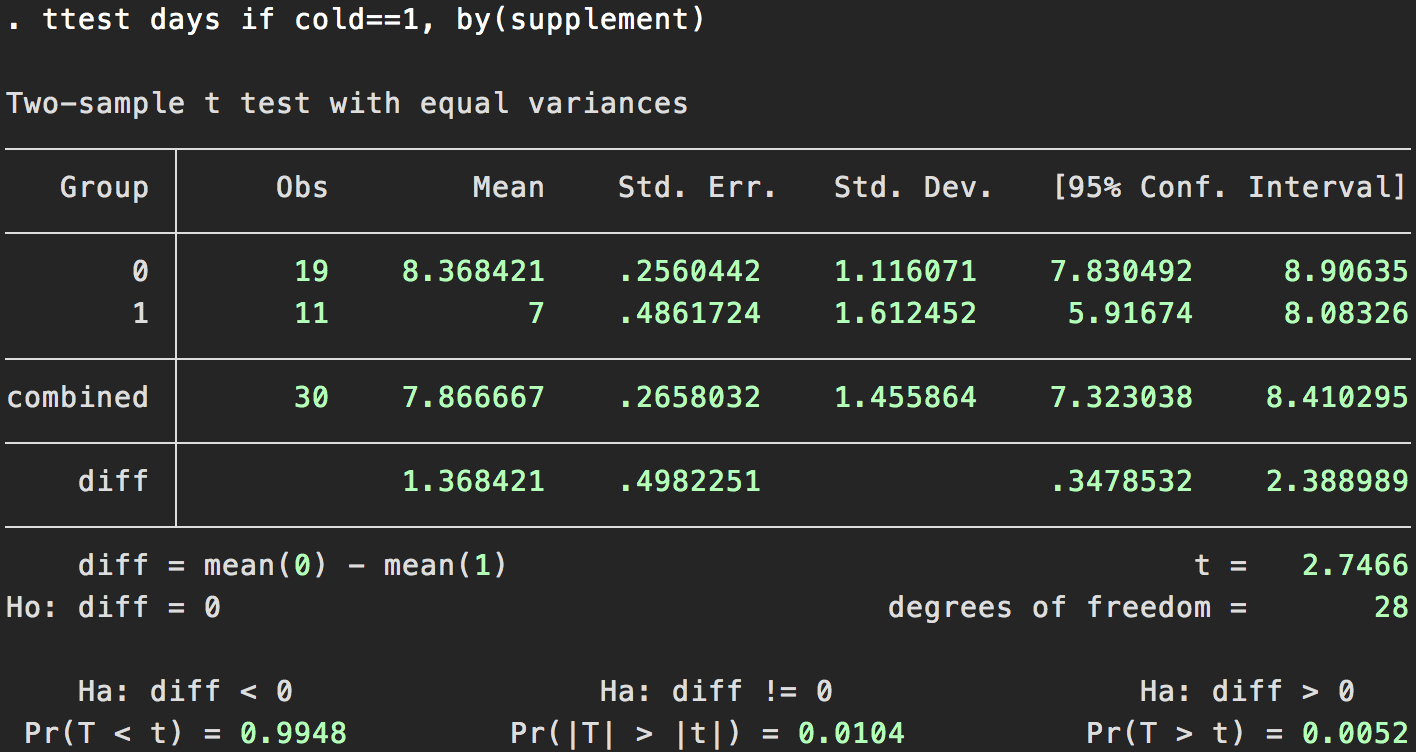 . ttest days if cold==1, by(supplement)
Two-sample t test with equal variances
Group Obs Mean Std. Err. Std. Dev. [95% Conf. Interval]
0 19 8.368421 .2560442 1.116071 7.830492 8.90635
1 11 7 .4861724 1.612452 5.91674 8.08326
combined 30 7.866667 .2658032 1.455864 7.323038 8.410295
diff 1.368421 .4982251 .3478532 2.388989
diff = mean(0) - mean(1) t = 2.7466
Ho: diff = 0 degrees of freedom = 28
Ha: diff < 0 Ha: diff != 0 Ha: diff > 0
Pr(T < t) = 0.9948 Pr(|T| > |t|) = 0.0104 Pr(T > t) = 0.0052